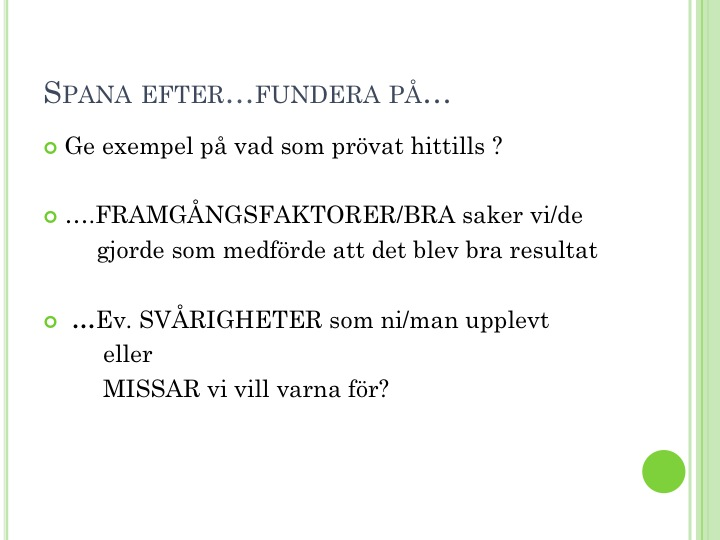 Spana efter…fundera på…
Ge exempel på vad som prövat hittills ?
….FRAMGÅNGSFAKTORER/BRA saker vi/de
gjorde som medförde att det blev bra resultat
…Ev. SVÅRIGHETER som ni/man upplevt
eller
MISSAR vi vill varna för?